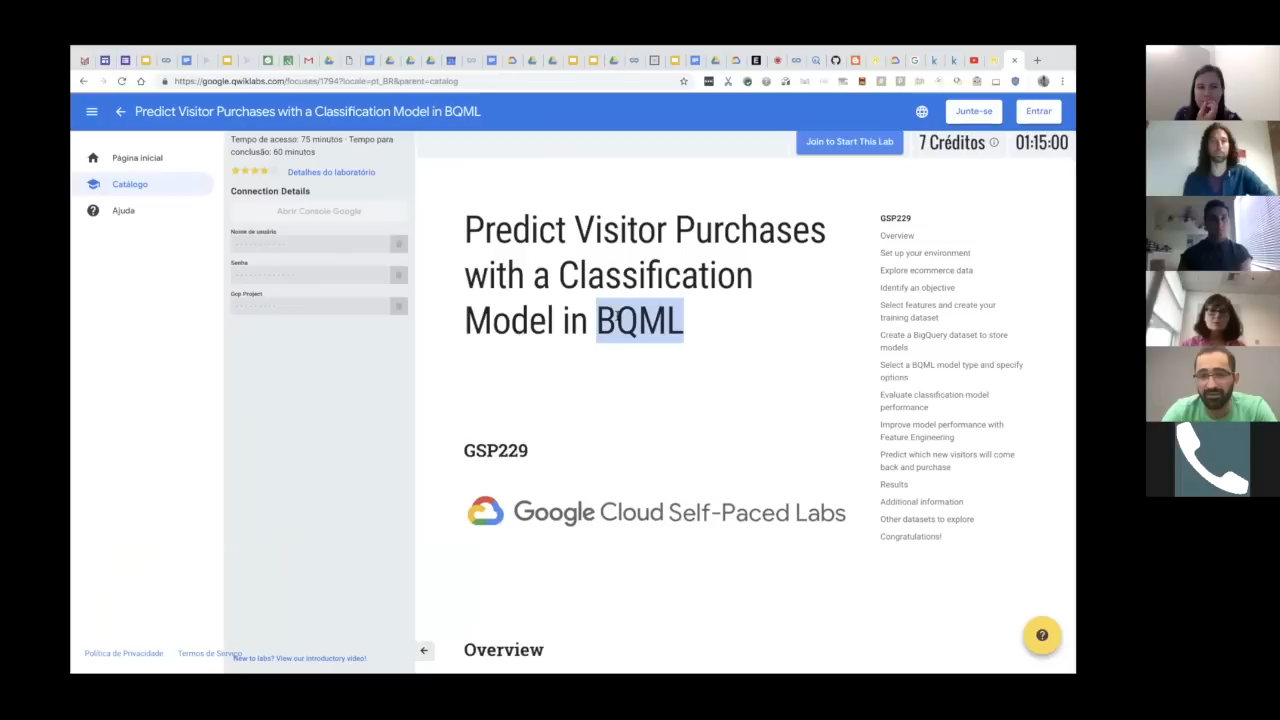 https://google.qwiklabs.com/focuses/1794?locale=pt_BR&parent=catalog
Predict Visitor Purchases with a Classification Model in BQML
Junte-se
Entrar
Página inicial
Catálogo
Ajuda
Tempo de acesso: 75 minutos · Tempo para
conclusão: 60 minutos
Detalhes do laboratório
Connection Details
Abrir Console Google
Nome de usuário
Senha
Gcp Project
Join to Start This Lab
7 Créditos
01:15:00
Predict Visitor Purchases
with a Classification
Model in BQML
GSP229
Google Cloud Self-Paced Labs
Overview
GSP229
Overview
Set up your environment
Explore ecommerce data
Identify an objective
Select features and create your
training dataset
Create a BigQuery dataset to store
models
Select a BQML model type and specify
options
Evaluate classification model
performance
Improve model performance with
Feature Engineering
Predict which new visitors will come
back and purchase
Results
Additional information
Other datasets to explore
Congratulations!
Política de Privacidade
Termos de Serviço
New to labs? View our introductory video!